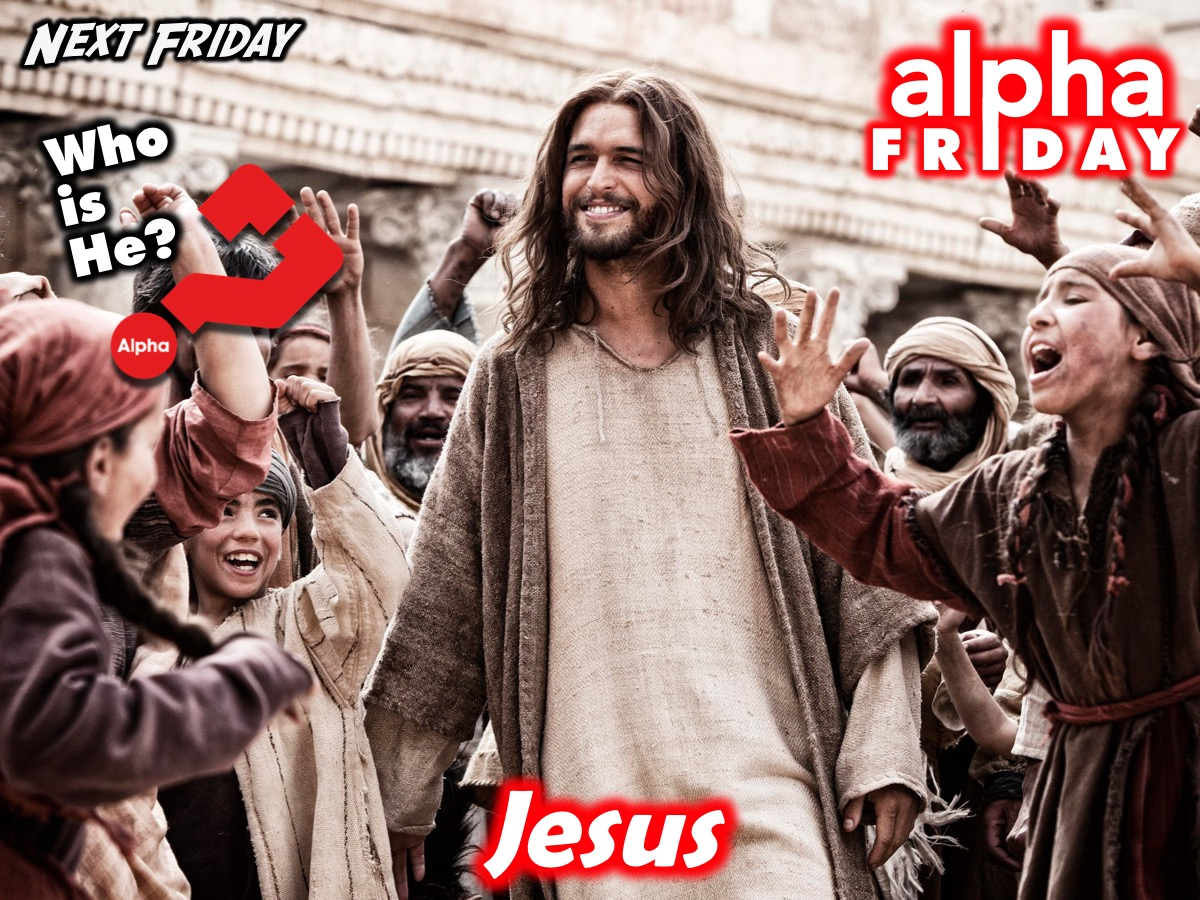 Next Friday
alpha
FRIDAY
Who
is
He?
Alpha
Jesus